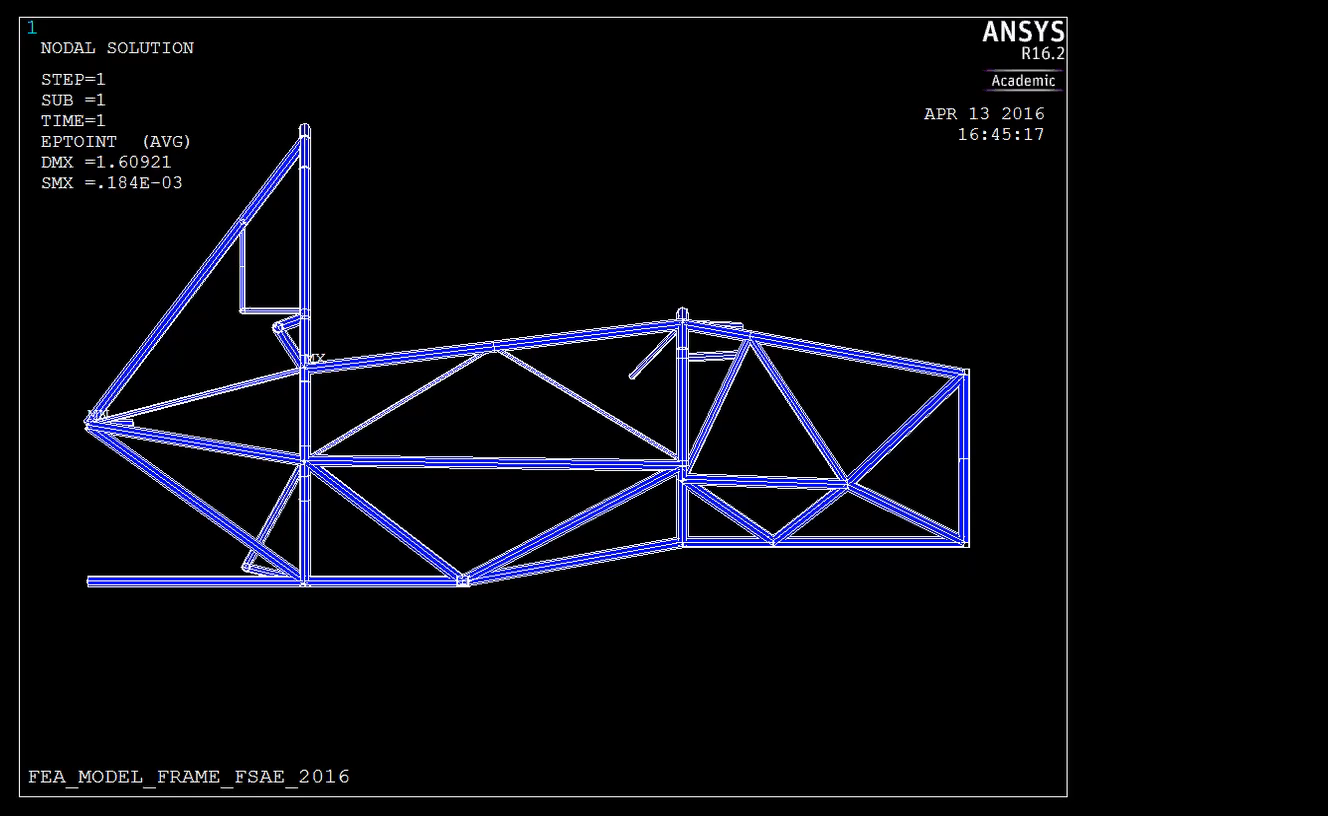 1
NODAL SOLUTION
STEP=1
SUB =1
TIME=1
EPTOINT  (AVG)
DMX =1.60921
SMX =.184E-03
ANSYS
R16.2
Academic
APR 13 2016
16:45:17
MX
MN
FEA_MODEL_FRAME_FSAE_2016